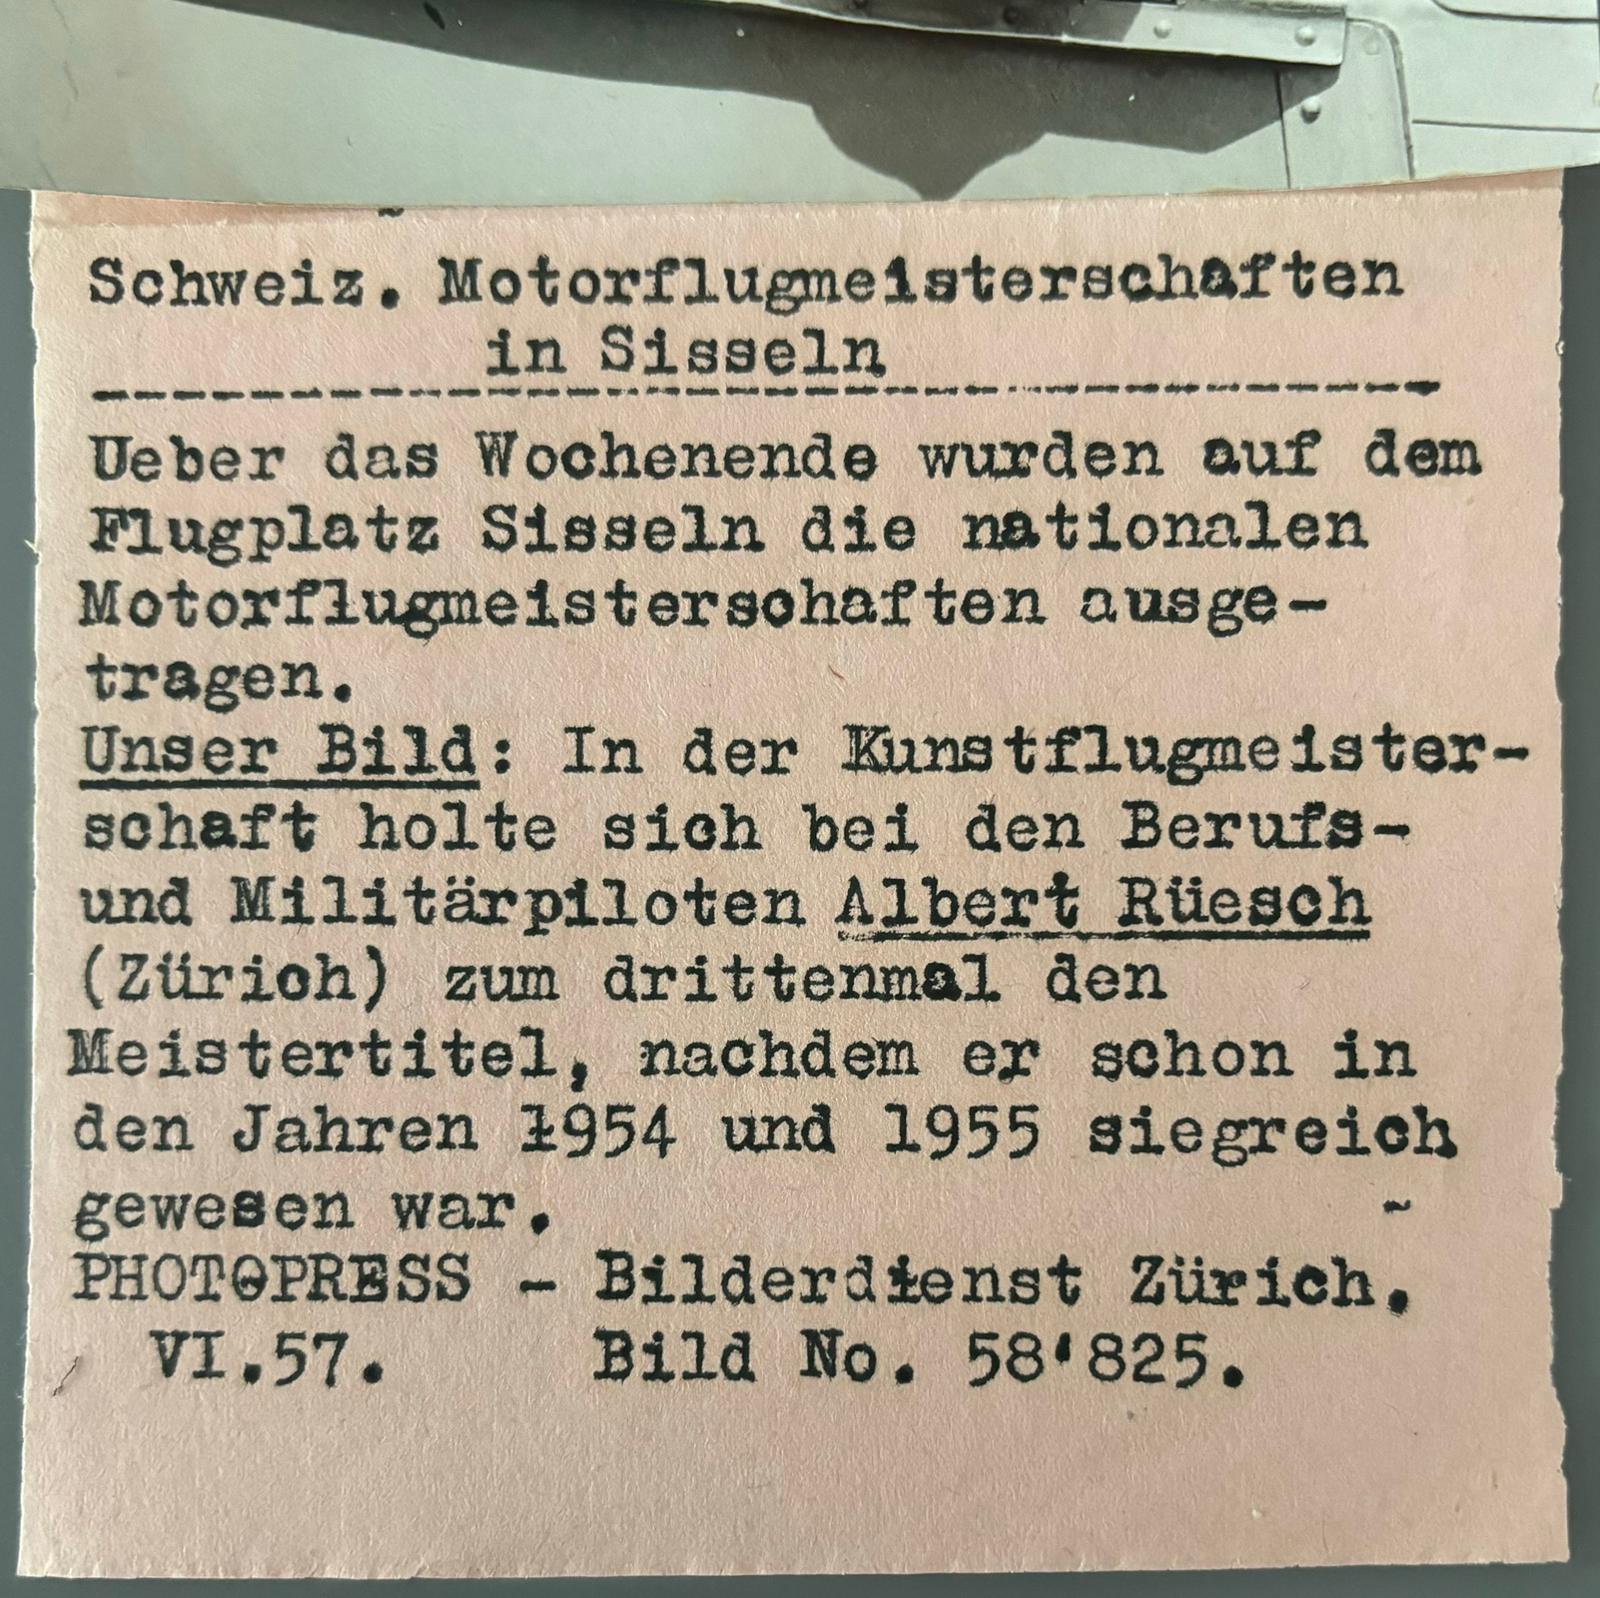 Schweiz. Motorflugmeisterschaften
in Sisseln
Ueber das Wochenende wurden auf dem
Flugplatz Sisseln die nationalen
Motorflugmeisterschaften ausge-
tragen.
Unser Bild: In der Kunstflugmeister-
schaft holte sich bei den Berufs-
und Militärpiloten Albert Rüesch
(Zürich) zum drittenmal den
Meistertitel, nachdem er schon in
den Jahren 1954 und 1955 siegreich
gewesen war.
PHOTOPRESS - Bilderdienst Zürich.
VI.57. Bild No. 58'825.